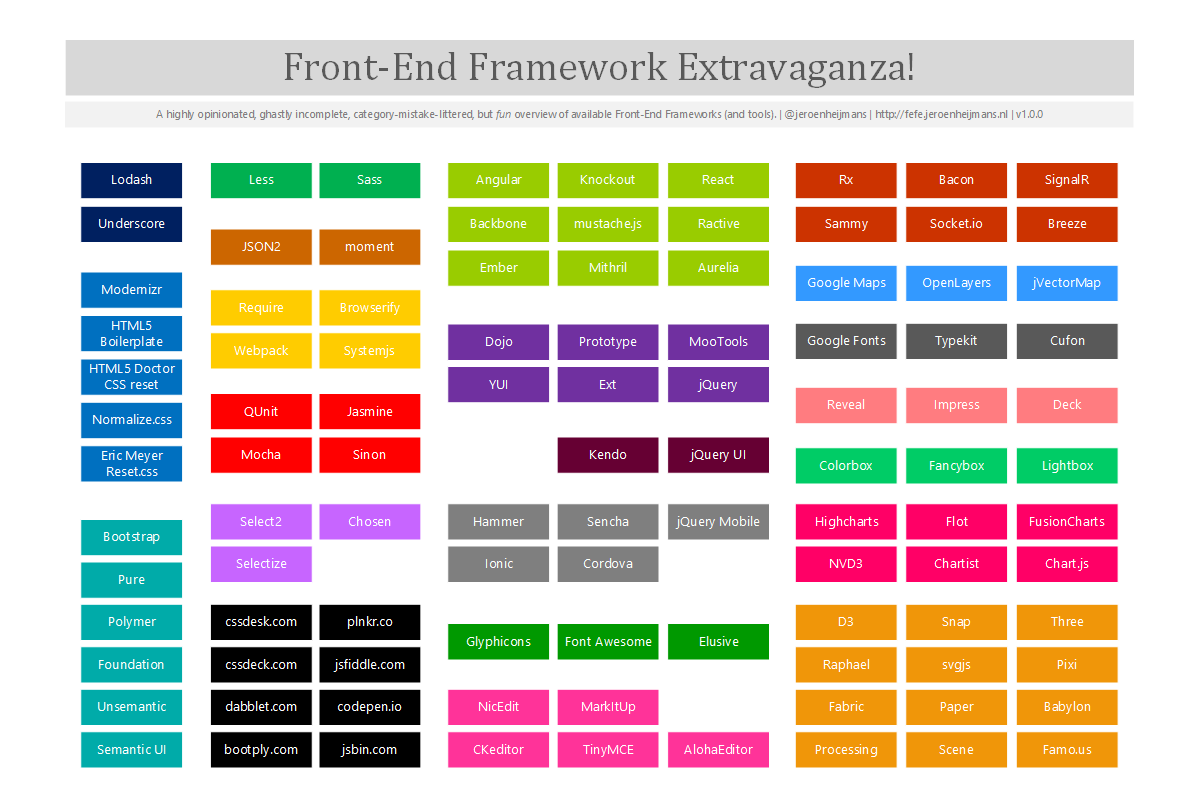 Front-End Framework Extravaganza!
A highly opinionated, ghastly incomplete, category-mistake-littered, but fun overview of available Front-End Frameworks (and tools). | @jeroenheijmans | http://fefe.jeroenheijmans.nl | v1.0.0
Lodash
Underscore
Modernizr
HTML5
Boilerplate
HTML5 Doctor
CSS reset
Normalize.css
Eric Meyer
Reset.css
Bootstrap
Pure
Polymer
Foundation
Unsemantic
Semantic UI
Less
Sass
JSON2
moment
Require
Browserify
Webpack
Systemjs
QUnit
Jasmine
Mocha
Sinon
Select2
Chosen
Selectize
cssdesk.com
plnkr.co
cssdeck.com
jsfiddle.com
dabblet.com
codepen.io
bootply.com
jsbin.com
Angular
Knockout
React
Backbone
mustache.js
Ractive
Ember
Mithril
Aurelia
Dojo
Prototype
MooTools
YUI
Ext
jQuery
Kendo
jQuery UI
Hammer
Sencha
jQuery Mobile
Ionic
Cordova
Glyphicons
Font Awesome
Elusive
NicEdit
MarkItUp
CKeditor
TinyMCE
AlohaEditor
Rx
Bacon
SignalR
Sammy
Socket.io
Breeze
Google Maps
OpenLayers
jVectorMap
Google Fonts
Typekit
Cufon
Reveal
Impress
Deck
Colorbox
Fancybox
Lightbox
Highcharts
Flot
FusionCharts
NVD3
Chartist
Chart.js
D3
Snap
Three
Raphael
svgjs
Pixi
Fabric
Paper
Babylon
Processing
Scene
Famo.us